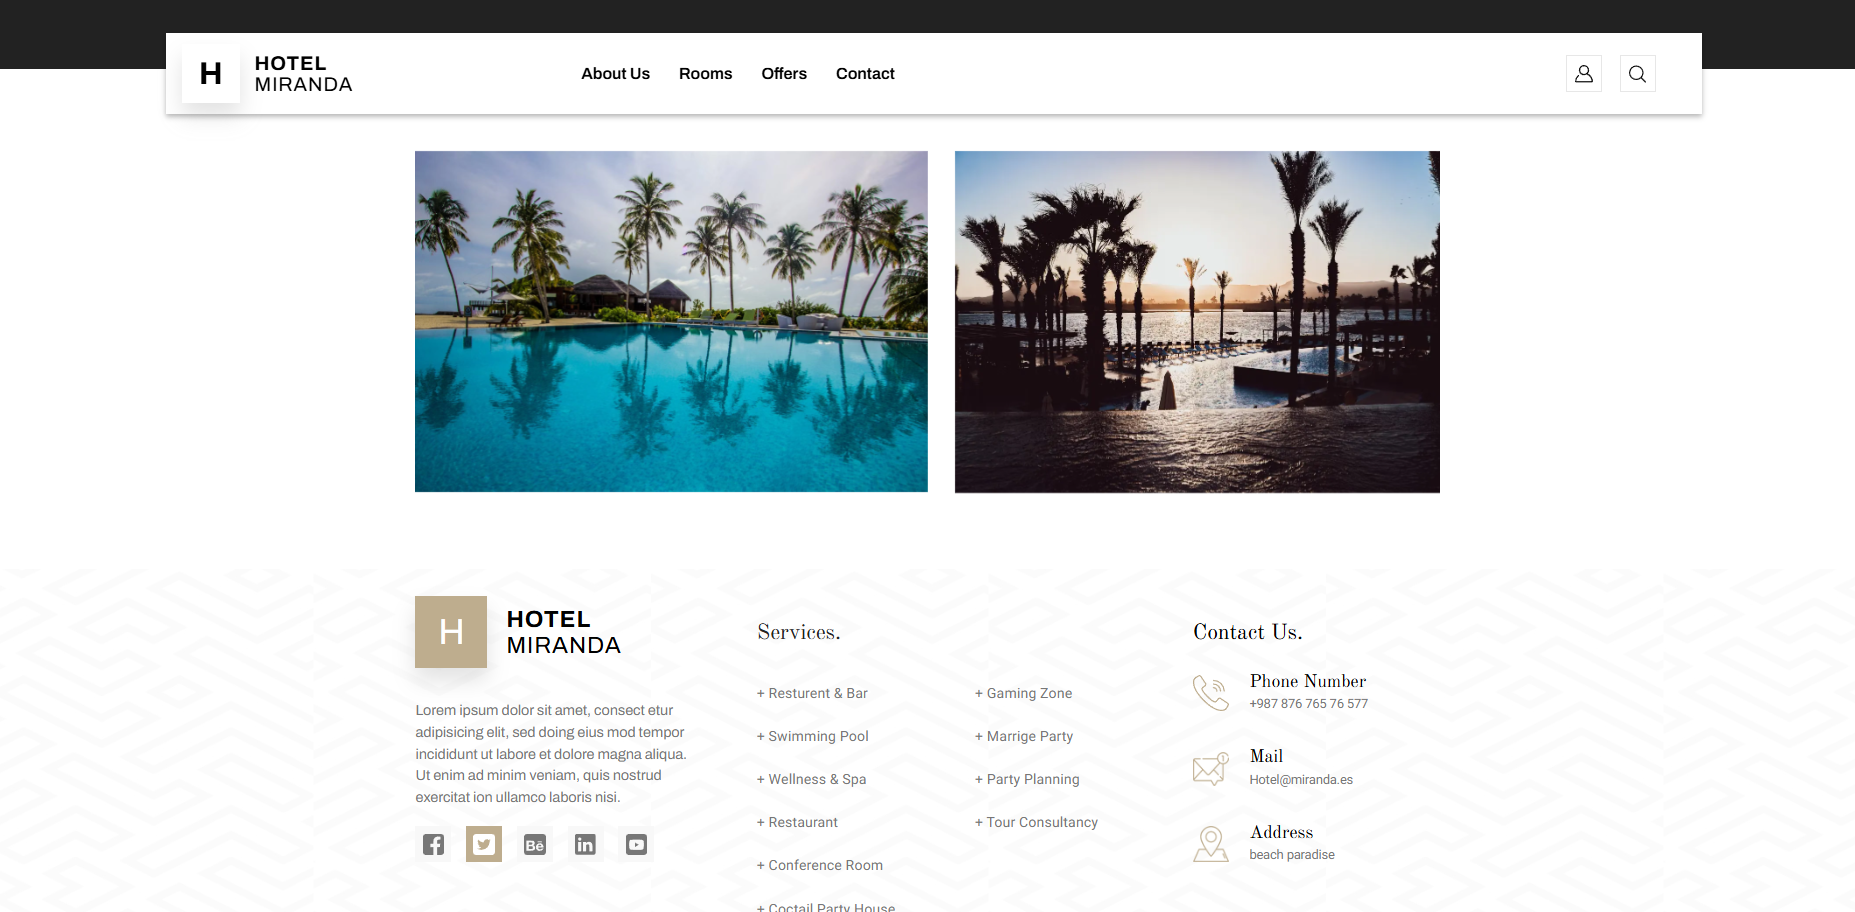 H
HOTEL
MIRANDA
About Us
Rooms
Offers
Contact
H
HOTEL
MIRANDA
Lorem ipsum dolor sit amet, consect etur
adipisicing elit, sed doing eius mod tempor
incididunt ut labore et dolore magna aliqua.
Ut enim ad minim veniam, quis nostrud
exercitat ion ullamco laboris nisi.
Bē
in
Services.
+ Resturent & Bar
+ Swimming Pool
+ Wellness & Spa
+ Restaurant
+ Conference Room
+ Coctail Party House
+ Gaming Zone
+ Marrige Party
+ Party Planning
+ Tour Consultancy
Contact Us.
Phone Number
+987 876 765 76 577
1
Mail
Hotel@miranda.es
Address
beach paradise